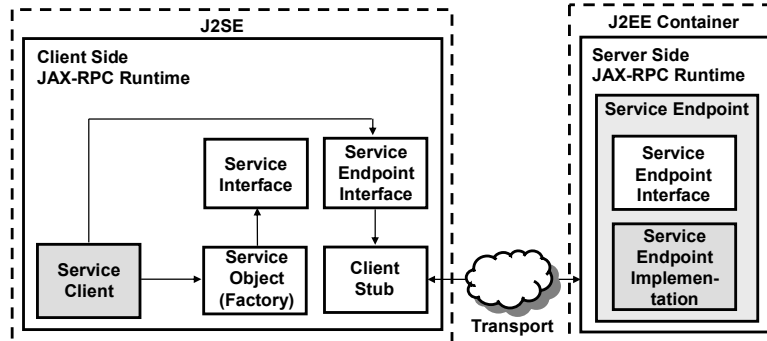 J2SE
Client Side
JAX-RPC Runtime
Service
Interface
Service
Endpoint
Interface
Service
Client
Service
Object
(Factory)
Client
Stub
Transport
J2EE Container
Server Side
JAX-RPC Runtime
Service Endpoint
Service
Endpoint
Interface
Service
Endpoint
Implemen-
tation